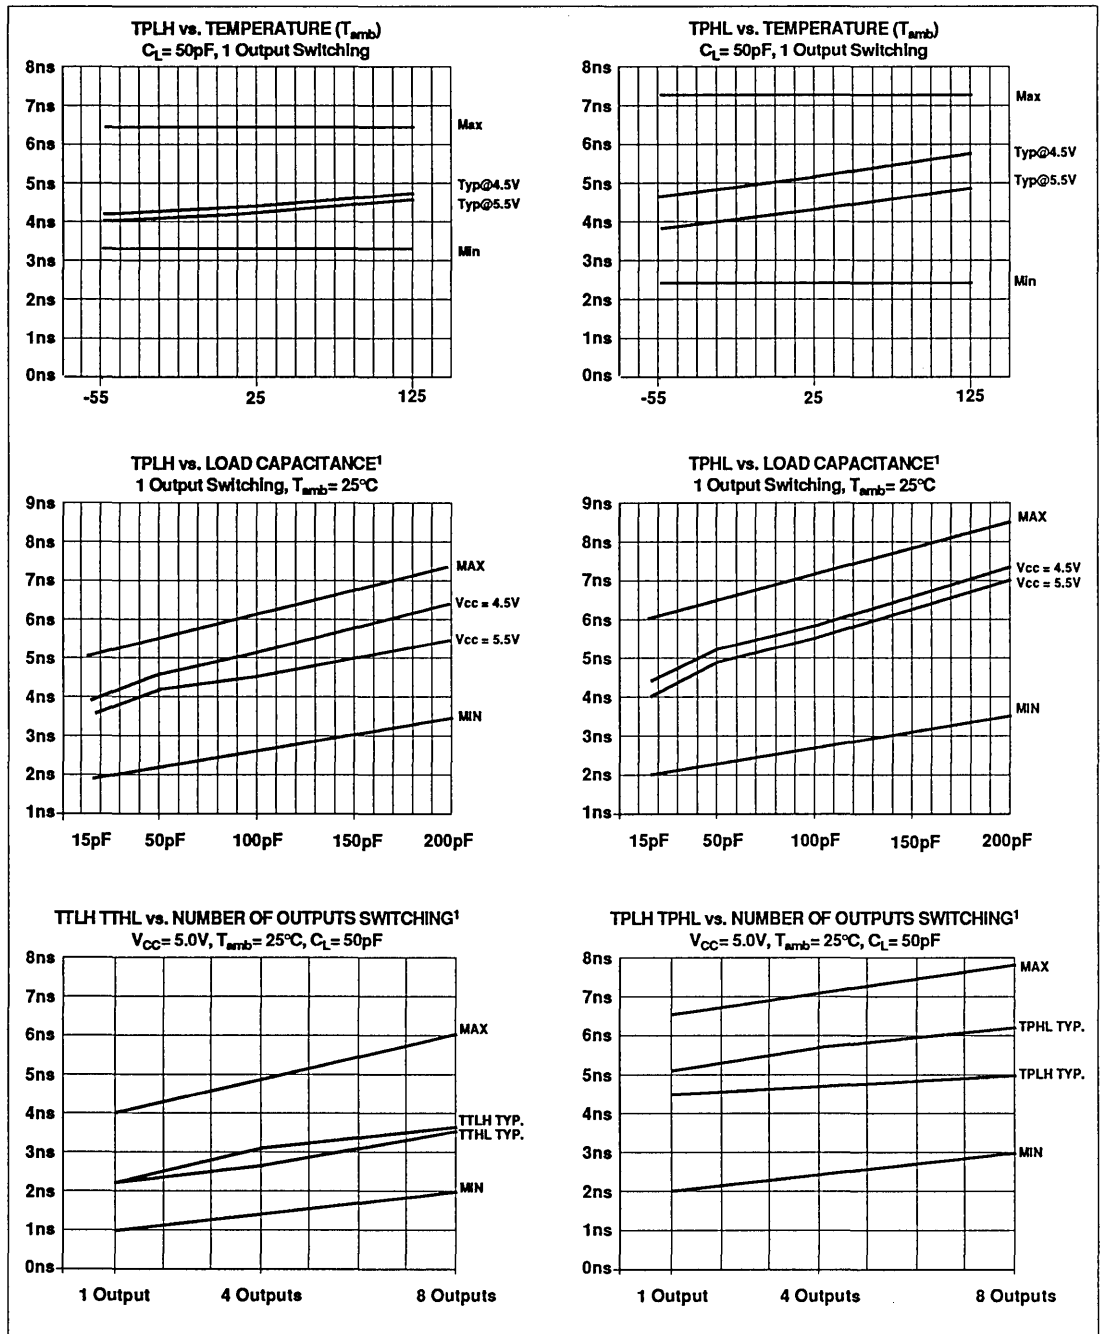 TPLH vs. TEMPERATURE (Tamb)
CL= 50pF, 1 Output Switching
8ns
7ns
6ns
5ns
4ns
3ns
2ns
1ns
0ns
Max
Typ@4.5V
Typ@5.5V
Min
-55
25
125
TPHL vs. TEMPERATURE (Tamb)
CL= 50pF, 1 Output Switching
8ns
7ns
6ns
5ns
4ns
3ns
2ns
1ns
0ns
Max
Typ@4.5V
Typ@5.5V
Min
-55
25
125
TPLH vs. LOAD CAPACITANCE¹
1 Output Switching, Tamb= 25°C
9ns
8ns
7ns
6ns
5ns
4ns
3ns
2ns
1ns
MAX
Vcc = 4.5V
Vcc = 5.5V
MIN
15pF
50pF
100pF
150pF
200pF
TPHL vs. LOAD CAPACITANCE¹
1 Output Switching, Tamb= 25°C
9ns
8ns
7ns
6ns
5ns
4ns
3ns
2ns
1ns
MAX
Vcc = 4.5V
Vcc = 5.5V
MIN
15pF
50pF
100pF
150pF
200pF
TTLH TTHL vs. NUMBER OF OUTPUTS SWITCHING¹
VCC= 5.0V, Tamb= 25°C, CL= 50pF
8ns
7ns
6ns
5ns
4ns
3ns
2ns
1ns
0ns
MAX
TTLH TYP.
TTHL TYP.
MIN
1 Output
4 Outputs
8 Outputs
TPLH TPHL vs. NUMBER OF OUTPUTS SWITCHING¹
VCC= 5.0V, Tamb= 25°C, CL= 50pF
8ns
7ns
6ns
5ns
4ns
3ns
2ns
1ns
0ns
MAX
TPHL TYP.
TPLH TYP.
MIN
1 Output
4 Outputs
8 Outputs